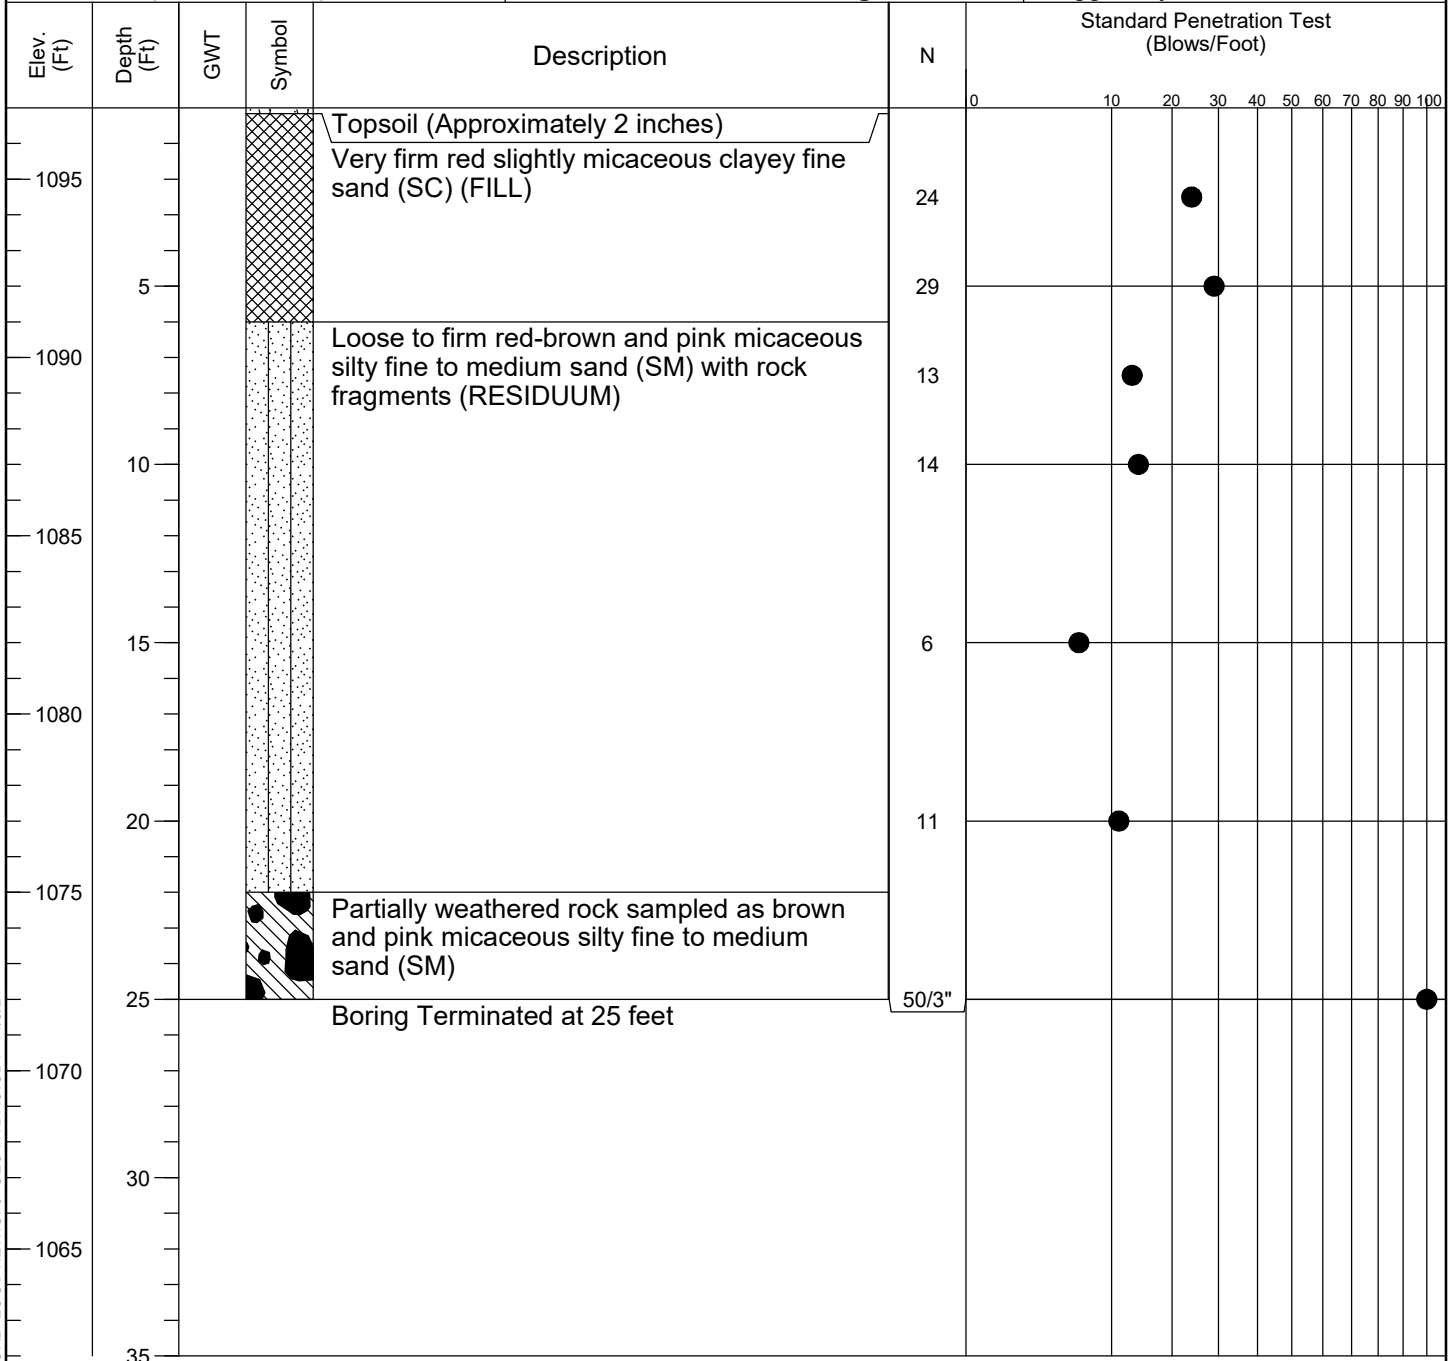 Elev. (Ft)
Depth (Ft)
GWT
Symbol
Description
N
Standard Penetration Test
(Blows/Foot)
0 10 20 30 40 50 60 70 80 90 100
Topsoil (Approximately 2 inches)
Very firm red slightly micaceous clayey fine
sand (SC) (FILL)
1095
24
5
29
Loose to firm red-brown and pink micaceous
silty fine to medium sand (SM) with rock
fragments (RESIDUUM)
1090
13
10
14
1085
15
6
1080
20
11
1075
Partially weathered rock sampled as brown
and pink micaceous silty fine to medium
sand (SM)
25
50/3"
Boring Terminated at 25 feet
1070
30
1065
35